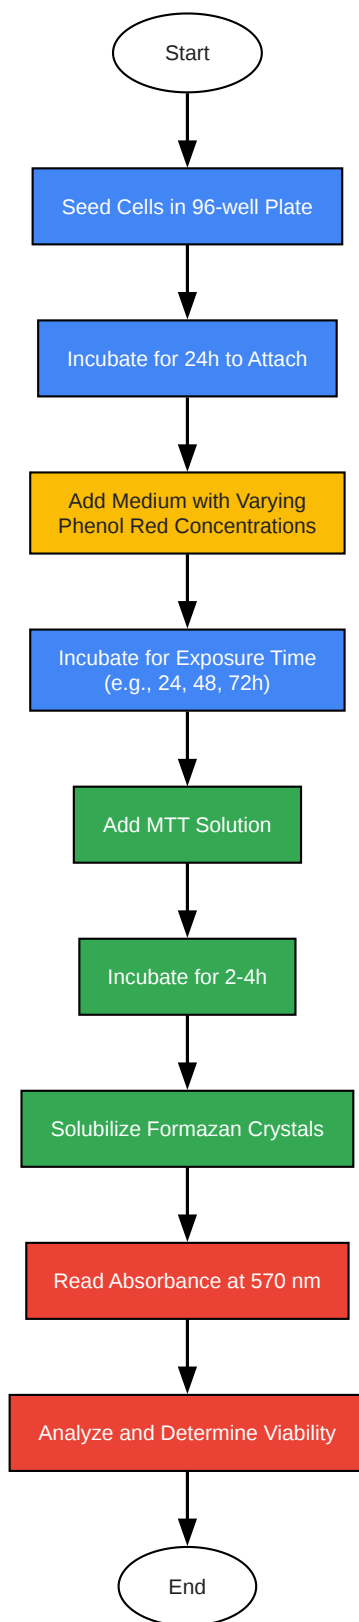 Start
Seed Cells in 96-well Plate
Incubate for 24h to Attach
Add Medium with Varying
Phenol Red Concentrations
Incubate for Exposure Time
(e.g., 24, 48, 72h)
Add MTT Solution
Incubate for 2-4h
Solubilize Formazan Crystals
Read Absorbance at 570 nm
Analyze and Determine Viability
End